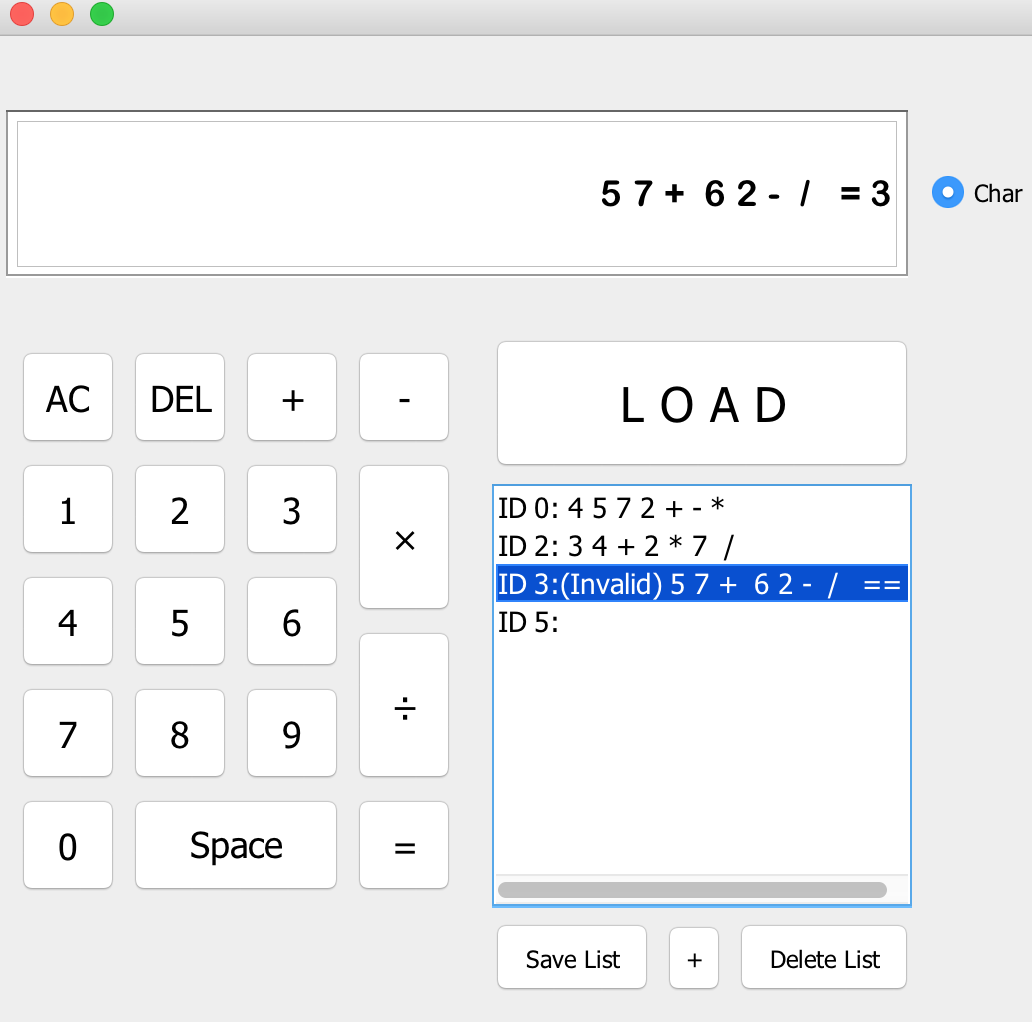 5 7 + 6 2 - / = 3
Char
AC DEL + -
LOAD
1 2 3 ×
4 5 6
7 8 9 ÷
0 Space =
ID 0: 4 5 7 2 + - *
ID 2: 3 4 + 2 * 7 /
ID 3:(Invalid) 5 7 + 6 2 - / ==
ID 5:
Save List + Delete List